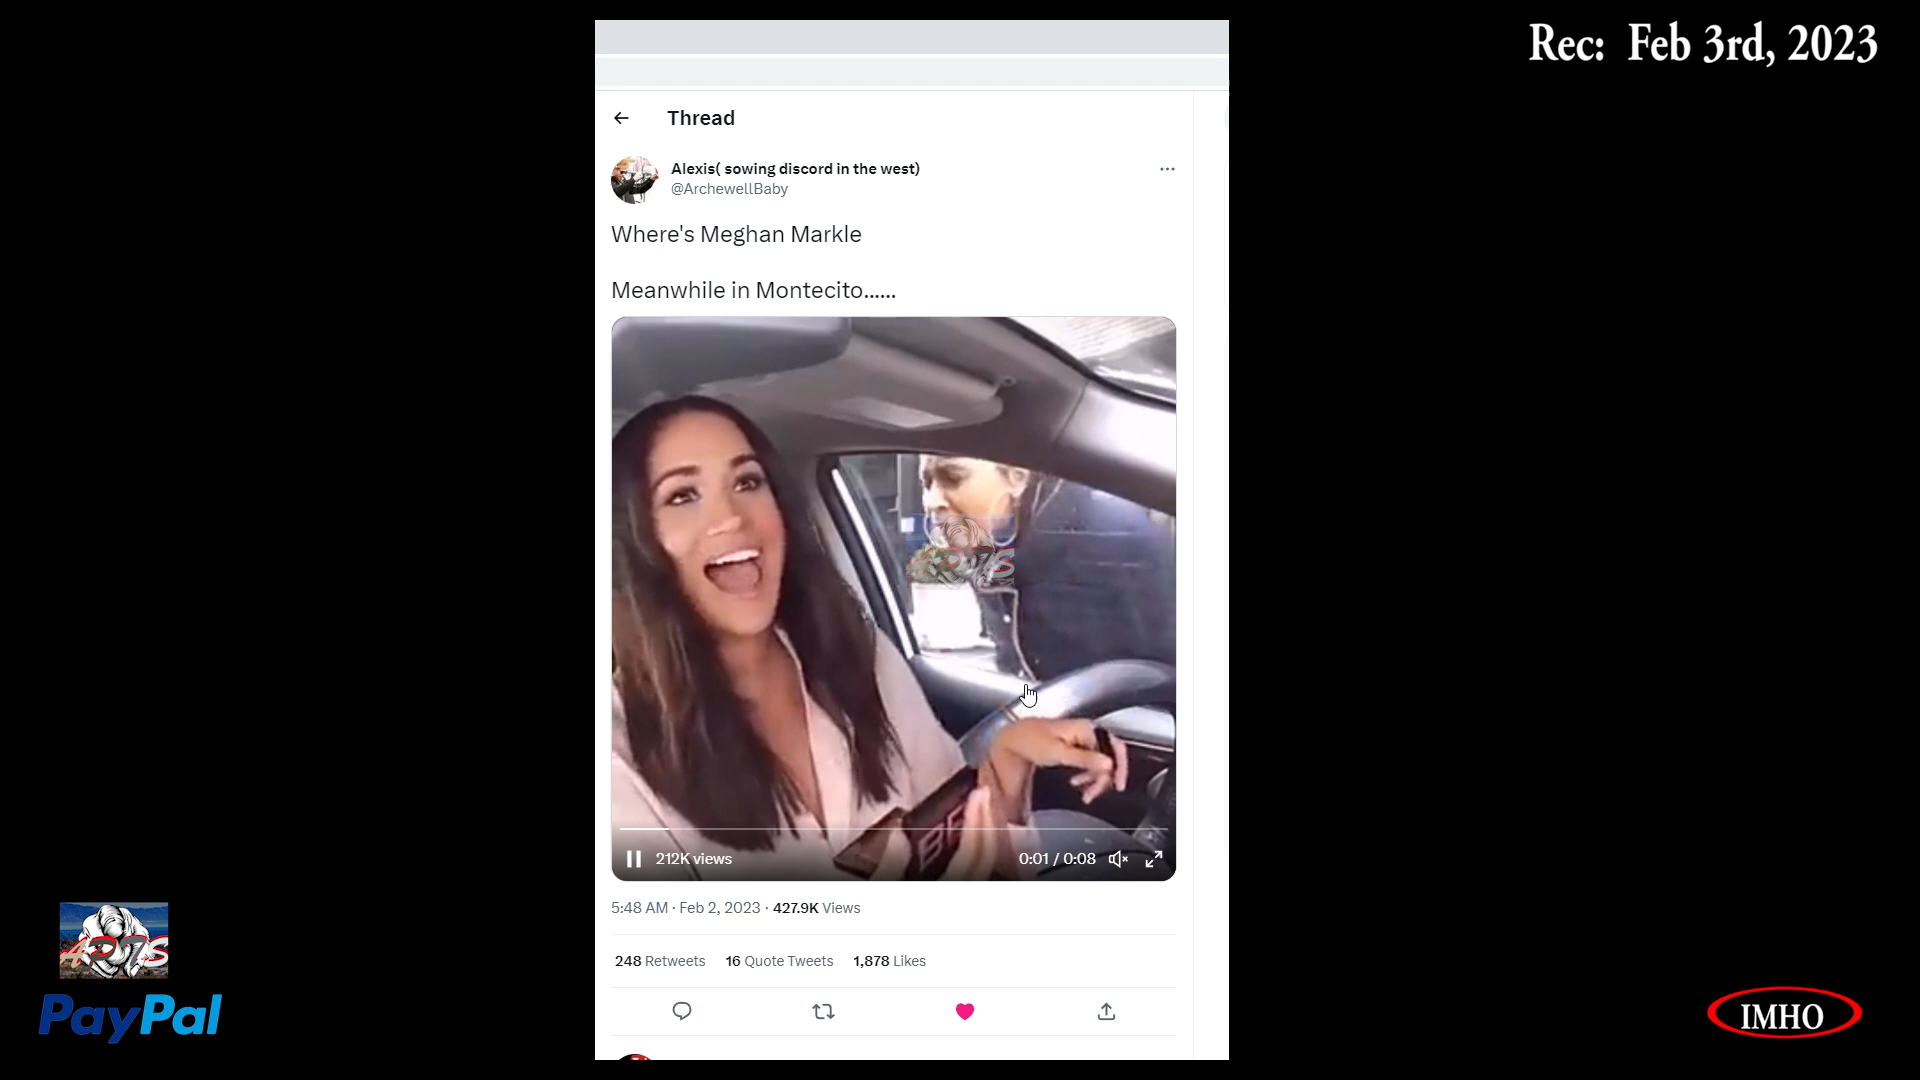 Rec: Feb 3rd, 2023
Thread
Alexis( sowing discord in the west)
@ArchewellBaby
Where's Meghan Markle
Meanwhile in Montecito......
212K views
0:01 / 0:08
5:48 AM · Feb 2, 2023 · 427.9K Views
248 Retweets 16 Quote Tweets 1,878 Likes
PayPal
IMHO